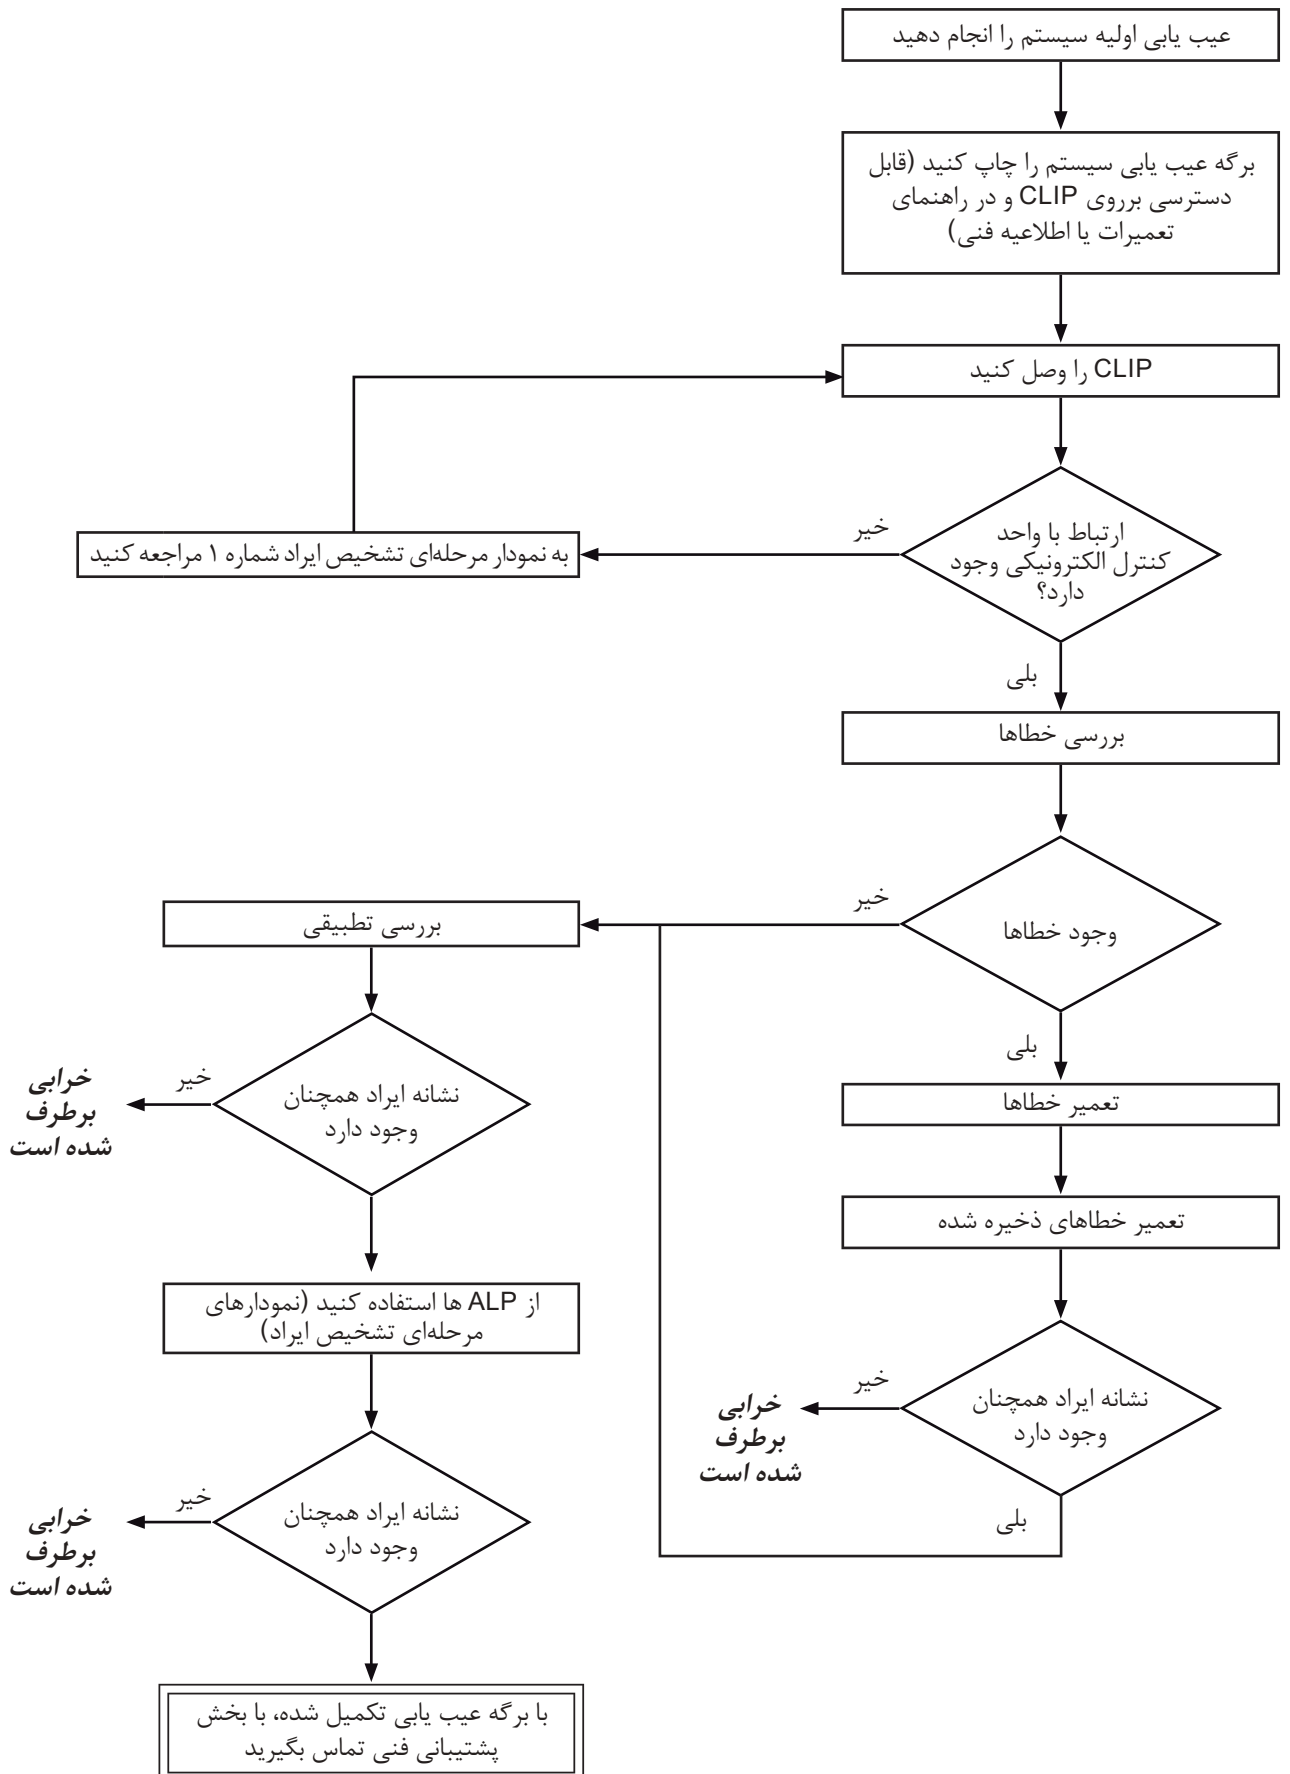 عیب یابی اولیه سیستم را انجام دهید
برگه عیب یابی سیستم را چاپ کنید (قابل
دسترسی برروی CLIP و در راهنمای
تعمیرات یا اطلاعیه فنی)
CLIP را وصل کنید
ارتباط با واحد
کنترل الکترونیکی وجود
دارد؟
خیر
به نمودار مرحله‌ای تشخیص ایراد شماره ۱ مراجعه کنید
بلی
بررسی خطاها
وجود خطاها
خیر
بررسی تطبیقی
بلی
نشانه ایراد همچنان
وجود دارد
خیر
خرابی
برطرف
شده است
تعمیر خطاها
تعمیر خطاهای ذخیره شده
از ALP ها استفاده کنید (نمودارهای
مرحله‌ای تشخیص ایراد)
نشانه ایراد همچنان
وجود دارد
خیر
خرابی
برطرف
شده است
بلی
نشانه ایراد همچنان
وجود دارد
خیر
خرابی
برطرف
شده است
با برگه عیب یابی تکمیل شده، با بخش
پشتیبانی فنی تماس بگیرید